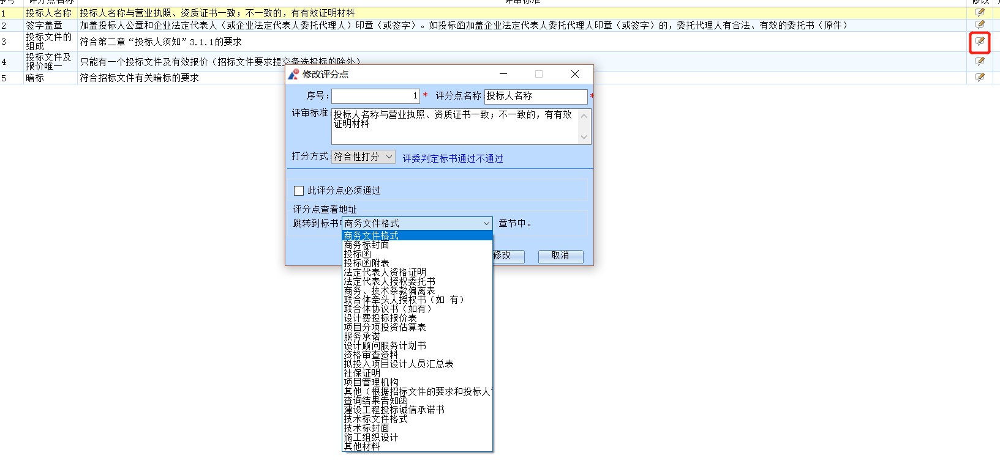 序号 评分点名称 评审标准 修改
1 投标人名称 投标人名称与营业执照、资质证书一致；不一致的，有有效证明材料
2 签字盖章 加盖投标人公章和企业法定代表人（或企业法定代表人委托代理人）印章（或签字）。如投标函加盖企业法定代表人委托代理人印章（或签字）的，委托代理人有合法、有效的委托书（原件）
3 投标文件的组成 符合第二章“投标人须知”3.1.1的要求
4 投标文件及报价唯一 只能有一个投标文件及有效报价（招标文件要求提交备选投标的除外）
5 暗标 符合招标文件有关暗标的要求
修改评分点
序号: 1 * 评分点名称: 投标人名称 *
评审标准: 投标人名称与营业执照、资质证书一致；不一致的，有有效
证明材料
打分方式: 符合性打分 评委判定标书通过不通过
此评分点必须通过
评分点查看地址
跳转到标书中 商务文件格式 章节中。
商务文件格式
商务标封面
投标函
投标函附表
法定代表人资格证明
法定代表人授权委托书
商务、技术条款偏离表
联合体牵头人授权书（如 有）
联合体协议书（如有）
设计费投标报价表
项目分项投资估算表
服务承诺
设计顾问服务计划书
资格审查资料
拟投入项目设计人员汇总表
社保证明
项目管理机构
其他（根据招标文件的要求和投标人
查询结果告知函
建设工程投标诚信承诺书
技术标文件格式
技术标封面
施工组织设计
其他材料
修改 取消